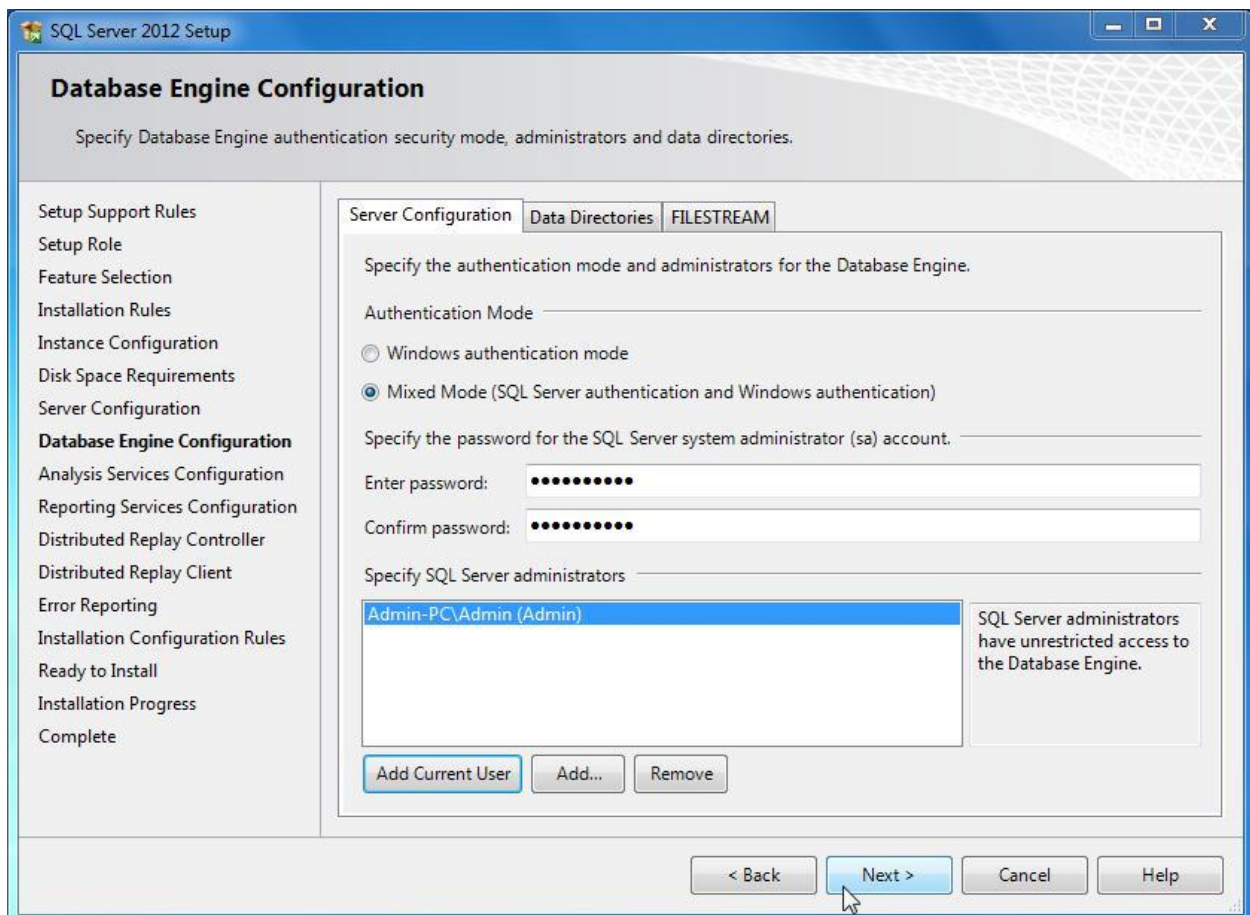 SQL Server 2012 Setup
Database Engine Configuration
Specify Database Engine authentication security mode, administrators and data directories.
Setup Support Rules
Setup Role
Feature Selection
Installation Rules
Instance Configuration
Disk Space Requirements
Server Configuration
Database Engine Configuration
Analysis Services Configuration
Reporting Services Configuration
Distributed Replay Controller
Distributed Replay Client
Error Reporting
Installation Configuration Rules
Ready to Install
Installation Progress
Complete
Server Configuration Data Directories FILESTREAM
Specify the authentication mode and administrators for the Database Engine.
Authentication Mode
Windows authentication mode
Mixed Mode (SQL Server authentication and Windows authentication)
Specify the password for the SQL Server system administrator (sa) account.
Enter password: ●●●●●●●●●●
Confirm password: ●●●●●●●●●●
Specify SQL Server administrators
Admin-PC\Admin (Admin)
SQL Server administrators
have unrestricted access to
the Database Engine.
Add Current User Add... Remove
< Back Next > Cancel Help